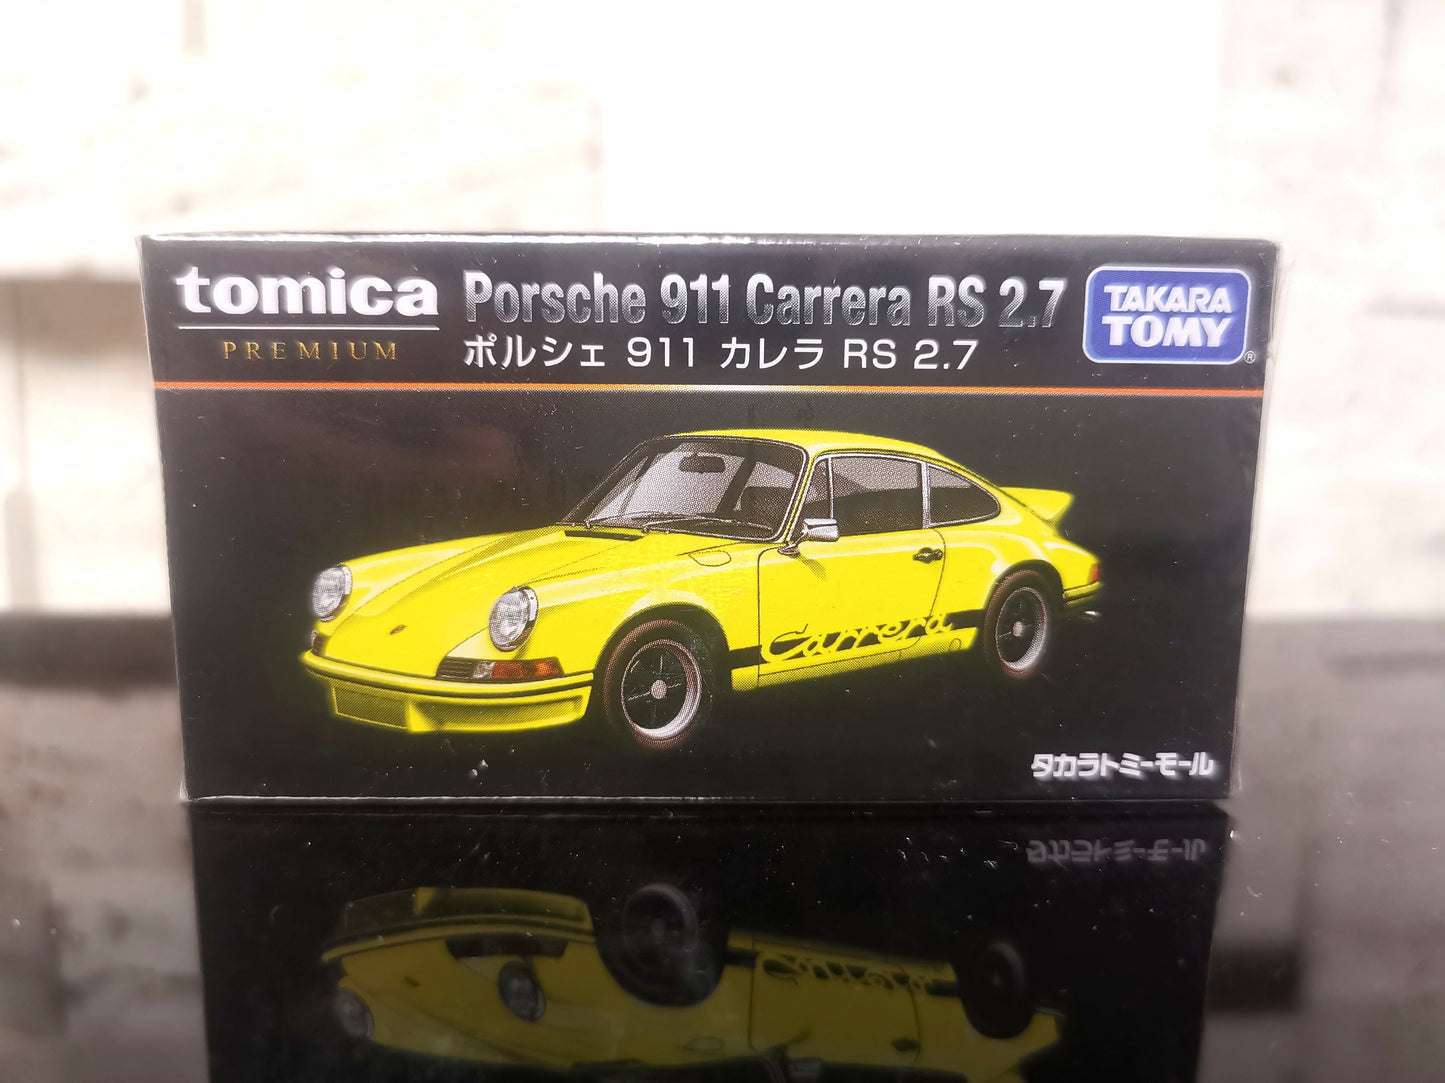 tomica
PREMIUM
Porsche 911 Carrera RS 2.7
ポルシェ 911 カレラ RS 2.7
TAKARA
TOMY
®
Carrera
タカラトミーモール